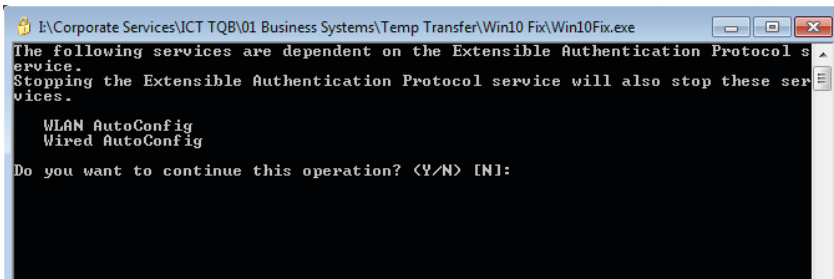 I:\Corporate Services\ICT TQB\01 Business Systems\Temp Transfer\Win10 Fix\Win10Fix.exe
The following services are dependent on the Extensible Authentication Protocol s
ervice.
Stopping the Extensible Authentication Protocol service will also stop these ser
vices.
WLAN AutoConfig
Wired AutoConfig
Do you want to continue this operation? (Y/N) [N]: